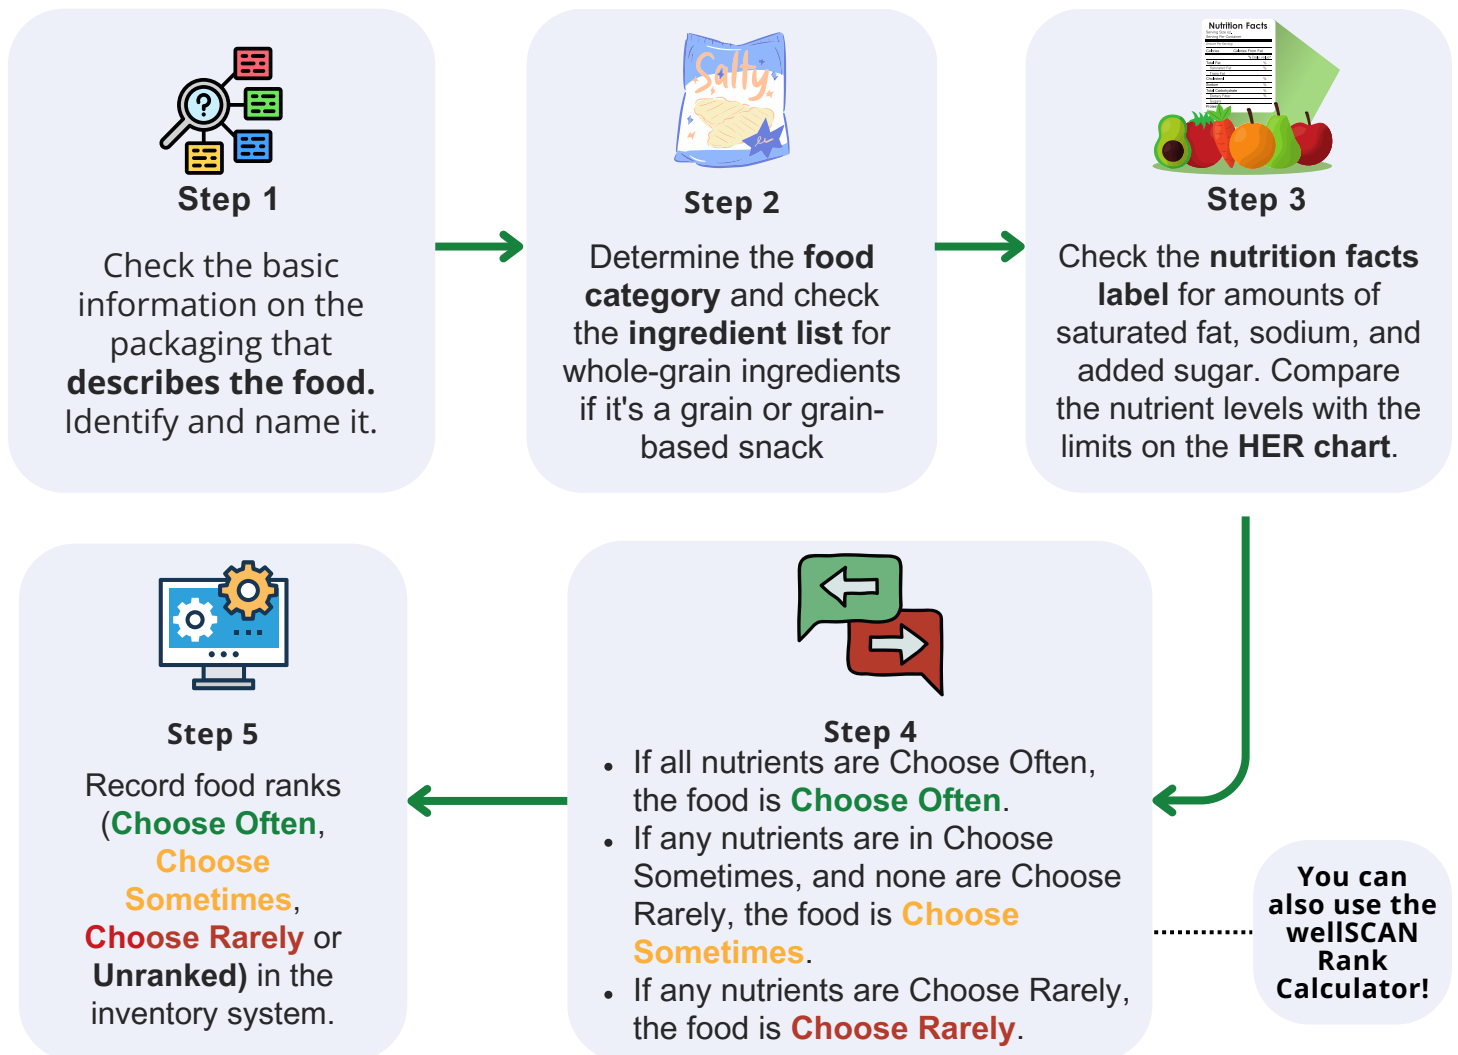 Step 1
Check the basic
information on the
packaging that
describes the food.
Identify and name it.
Salty
Step 2
Determine the food
category and check
the ingredient list for
whole-grain ingredients
if it's a grain or grain-
based snack
Nutrition Facts
Step 3
Check the nutrition facts
label for amounts of
saturated fat, sodium, and
added sugar. Compare
the nutrient levels with the
limits on the HER chart.
Step 4
• If all nutrients are Choose Often,
the food is Choose Often.
• If any nutrients are in Choose
Sometimes, and none are Choose
Rarely, the food is Choose
Sometimes.
• If any nutrients are Choose Rarely,
the food is Choose Rarely.
You can
also use the
wellSCAN
Rank
Calculator!
Step 5
Record food ranks
(Choose Often,
Choose
Sometimes,
Choose Rarely or
Unranked) in the
inventory system.